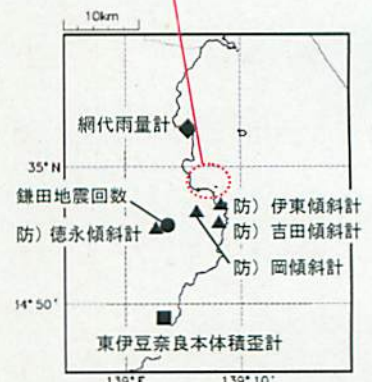 10km
網代雨量計
35°N
鎌田地震回数
防）伊東傾斜計
防）徳永傾斜計
防）吉田傾斜計
防）岡傾斜計
34°50'
東伊豆奈良本体積歪計
139°5'
139°10'